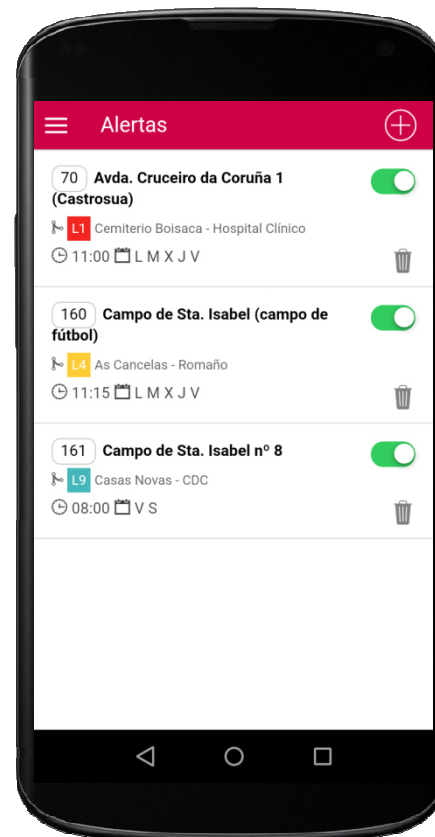 Alertas
70 Avda. Cruceiro da Coruña 1
(Castrosua)
L1 Cemiterio Boisaca - Hospital Clínico
11:00 L M X J V
160 Campo de Sta. Isabel (campo de
fútbol)
L4 As Cancelas - Romaño
11:15 L M X J V
161 Campo de Sta. Isabel nº 8
L9 Casas Novas - CDC
08:00 V S